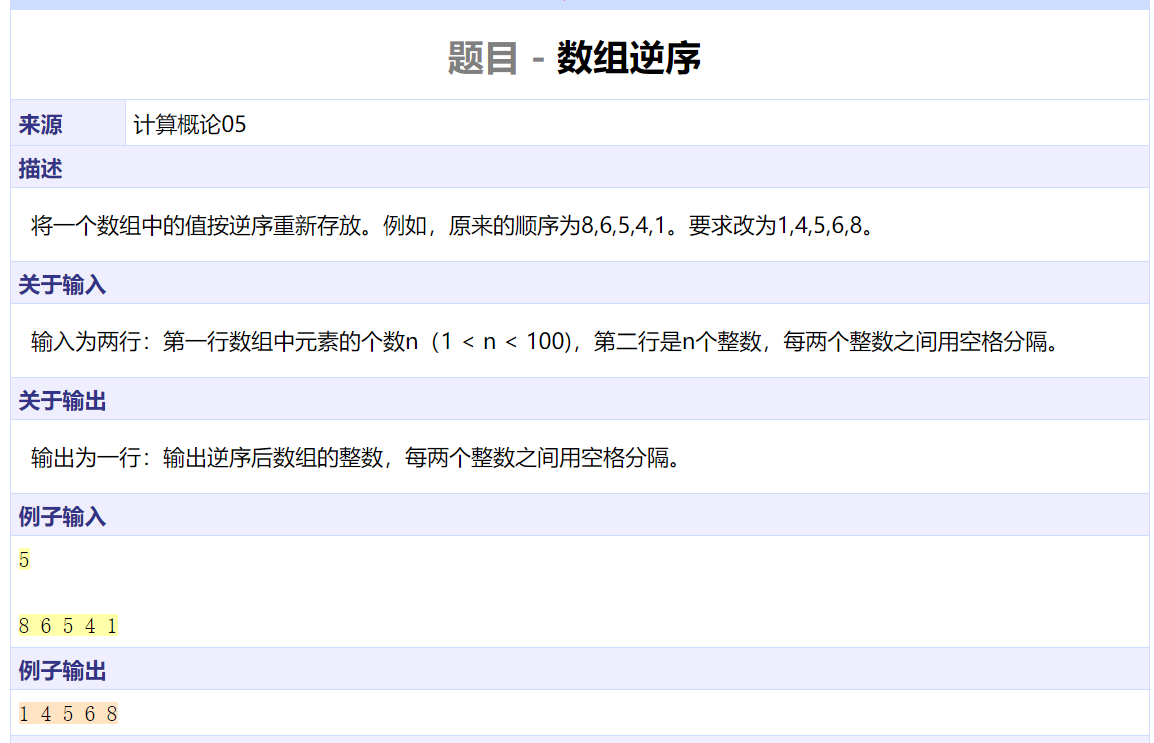 题目 - 数组逆序
来源 计算概论05
描述
将一个数组中的值按逆序重新存放。例如，原来的顺序为8,6,5,4,1。要求改为1,4,5,6,8。
关于输入
输入为两行：第一行数组中元素的个数n（1 < n < 100)，第二行是n个整数，每两个整数之间用空格分隔。
关于输出
输出为一行：输出逆序后数组的整数，每两个整数之间用空格分隔。
例子输入
5
8 6 5 4 1
例子输出
1 4 5 6 8